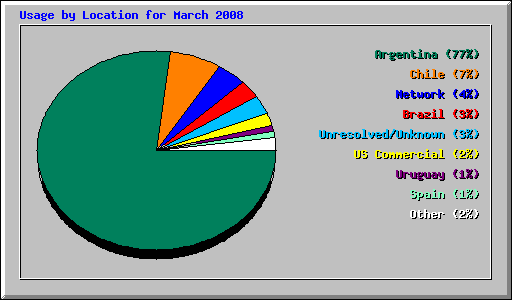 Usage by Location for March 2008
Argentina (77%)
Chile (7%)
Network (4%)
Brazil (3%)
Unresolved/Unknown (3%)
US Commercial (2%)
Uruguay (1%)
Spain (1%)
Other (2%)